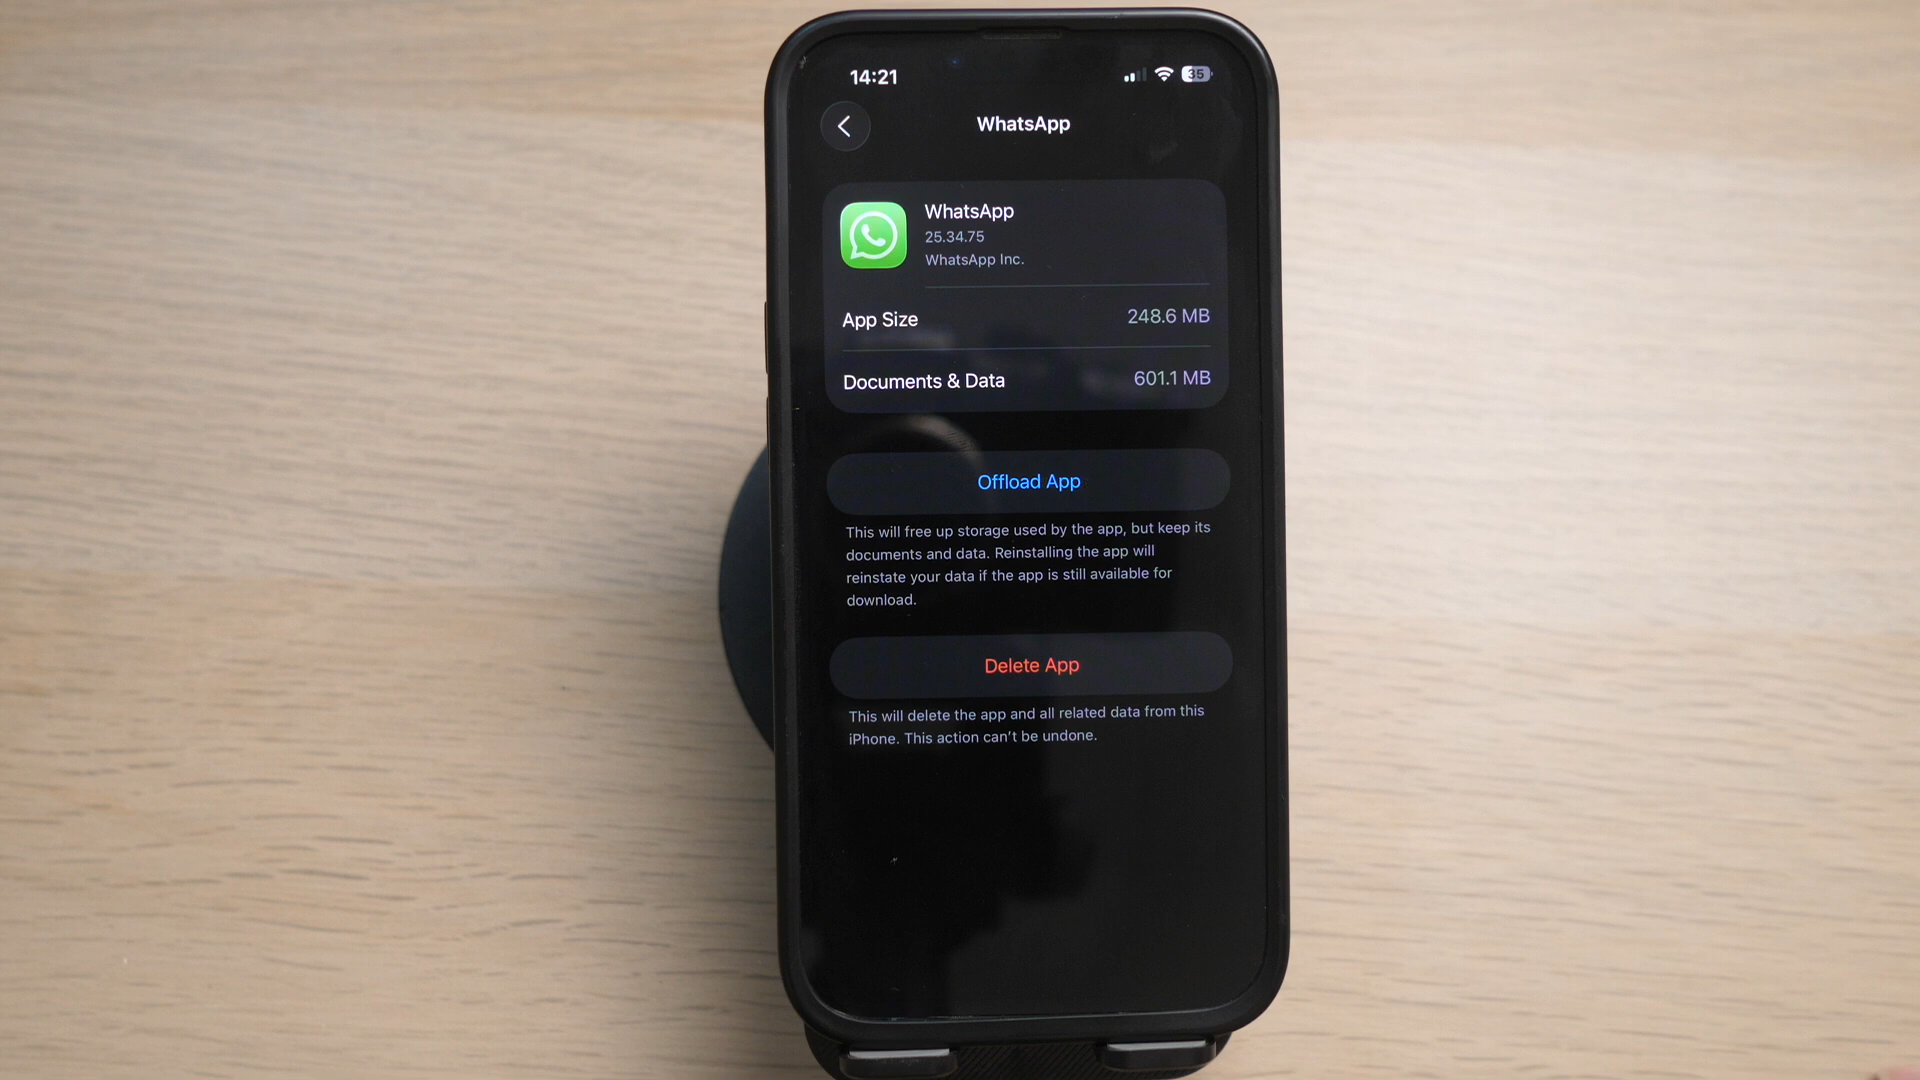 14:21
35
WhatsApp
WhatsApp
25.34.75
WhatsApp Inc.
App Size 248.6 MB
Documents & Data 601.1 MB
Offload App
This will free up storage used by the app, but keep its
documents and data. Reinstalling the app will
reinstate your data if the app is still available for
download.
Delete App
This will delete the app and all related data from this
iPhone. This action can’t be undone.